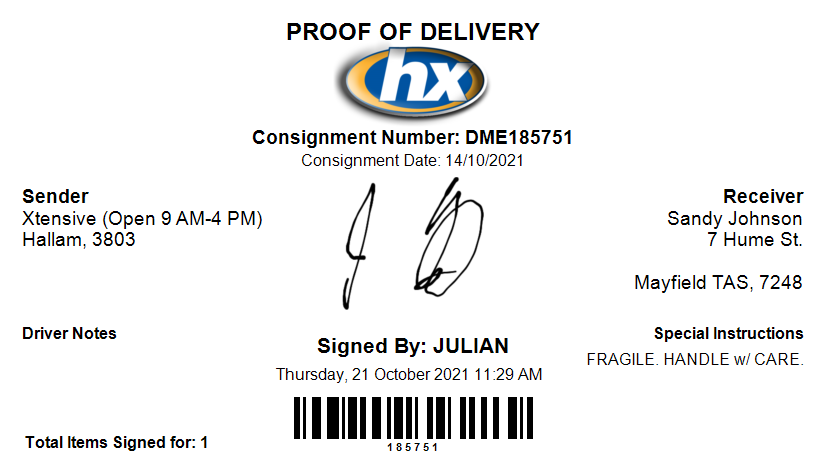 PROOF OF DELIVERY
hx
Consignment Number: DME185751
Consignment Date: 14/10/2021
Sender
Xtensive (Open 9 AM-4 PM)
Hallam, 3803
Receiver
Sandy Johnson
7 Hume St.
Mayfield TAS, 7248
Driver Notes
Signed By: JULIAN
Thursday, 21 October 2021 11:29 AM
Special Instructions
FRAGILE. HANDLE w/ CARE.
Total Items Signed for: 1
185751